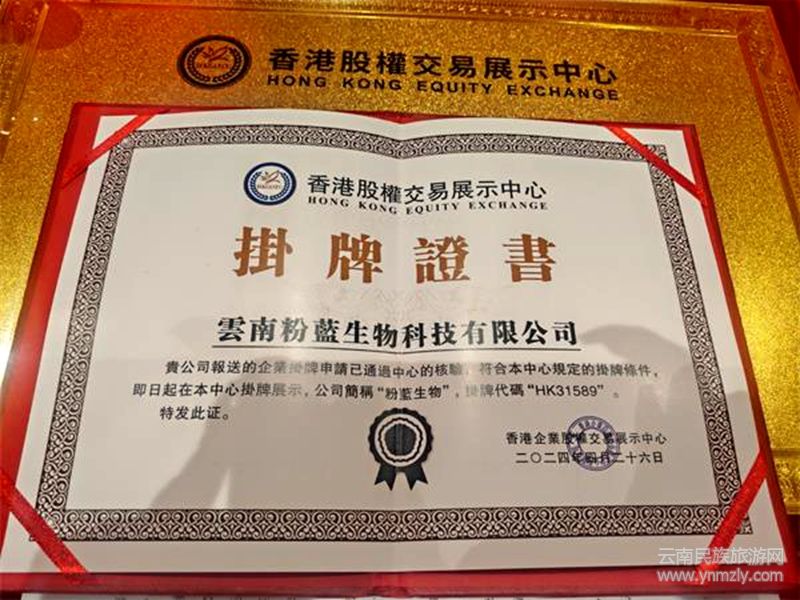 香港股權交易展示中心
HONG KONG EQUITY EXCHANGE
香港股權交易展示中心
HONG KONG EQUITY EXCHANGE
掛牌證書
雲南粉藍生物科技有限公司
貴公司報送的企業掛牌申請已通過中心的核驗，符合本中心規定的掛牌條件，
即日起在本中心掛牌展示，公司簡稱“粉藍生物”，掛牌代碼“HK31589”。
特发此证。
香港企業股權交易展示中心
二〇二四年四月二十六日
云南民族旅游网
www.ynmzly.com